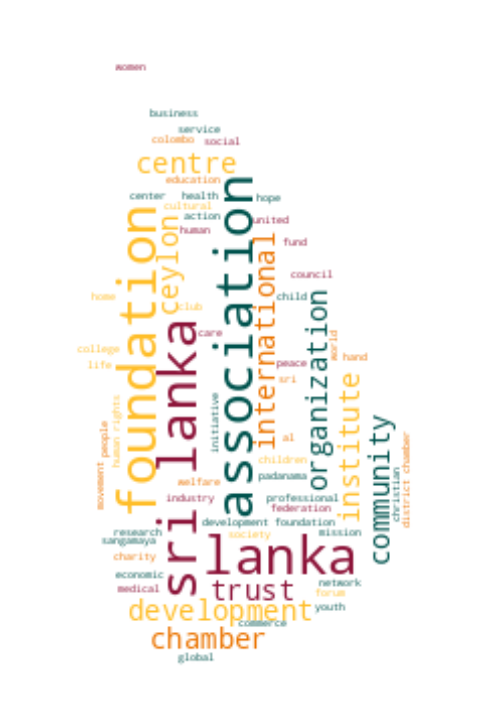 women
business
service
colombo social
centre
education
center health hope
cultural
action united
human
foundation
ceylon
association
international
fund
council
home
child
club
organization
sri lanka
care
world
college
peace
hand
life
sri
institute
initiative
human rights
movement people
al
community
district chamber
christian
children
padanama
welfare
industry
professional
federation
development foundation
research
society
mission
sangamaya
lanka
charity
economic
network
medical
trust
forum
development
youth
commerce
chamber
global